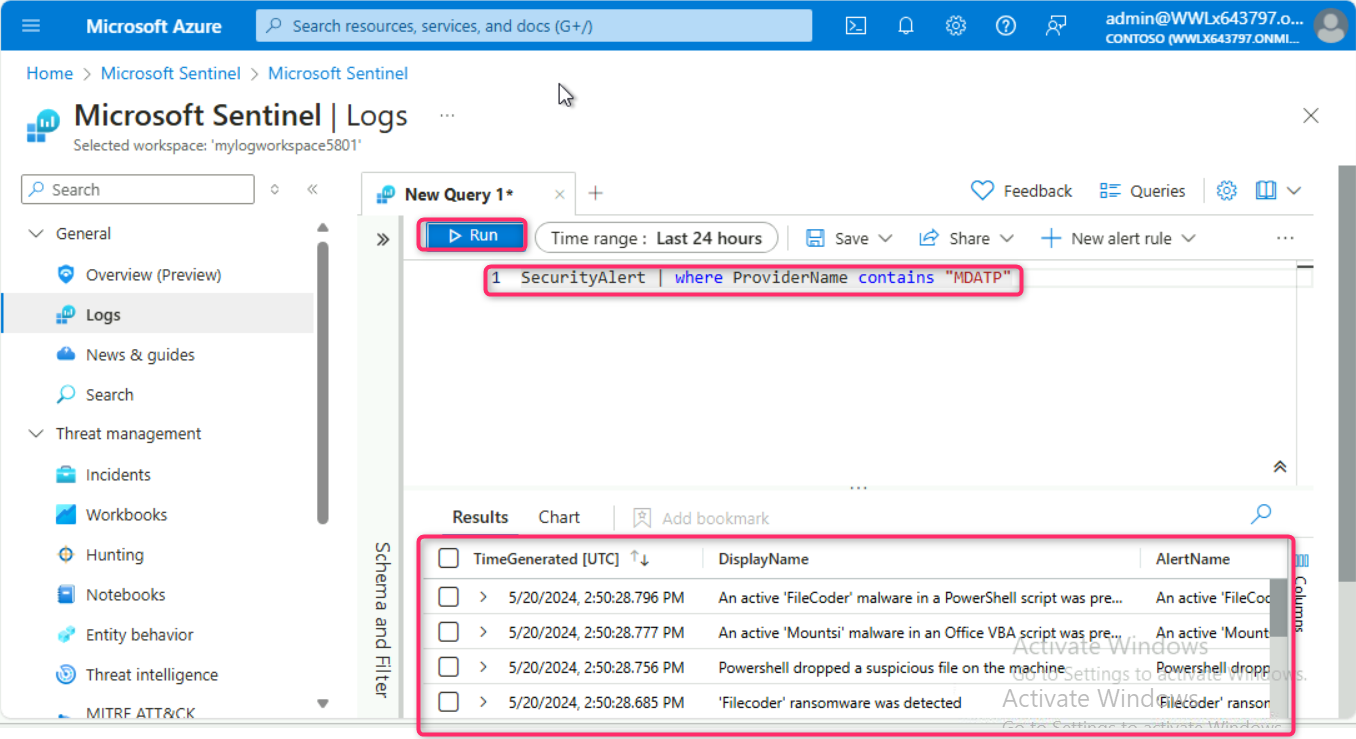 Microsoft Azure
Search resources, services, and docs (G+/)
admin@WWLx643797.o...
CONTOSO (WWLX643797.ONMI...
Home > Microsoft Sentinel > Microsoft Sentinel
Microsoft Sentinel | Logs ...
Selected workspace: 'mylogworkspace5801'
Search
General
Overview (Preview)
Logs
News & guides
Search
Threat management
Incidents
Workbooks
Hunting
Notebooks
Entity behavior
Threat intelligence
MITRE ATT&CK
New Query 1*
Feedback
Queries
Run
Time range : Last 24 hours
Save
Share
New alert rule
...
1 SecurityAlert | where ProviderName contains "MDATP"
...
Schema and Filter
Results
Chart
Add bookmark
TimeGenerated [UTC] DisplayName AlertName
5/20/2024, 2:50:28.796 PM An active 'FileCoder' malware in a PowerShell script was pre... An active 'FileCod
5/20/2024, 2:50:28.777 PM An active 'Mountsi' malware in an Office VBA script was pre... An active 'Mountsi
5/20/2024, 2:50:28.756 PM Powershell dropped a suspicious file on the machine Powershell dropp
5/20/2024, 2:50:28.685 PM 'Filecoder' ransomware was detected 'Filecoder' ransom
Columns
Activate Windows
Go to Settings to activate Windows.
Activate Windows
Go to Settings to activate Windows.